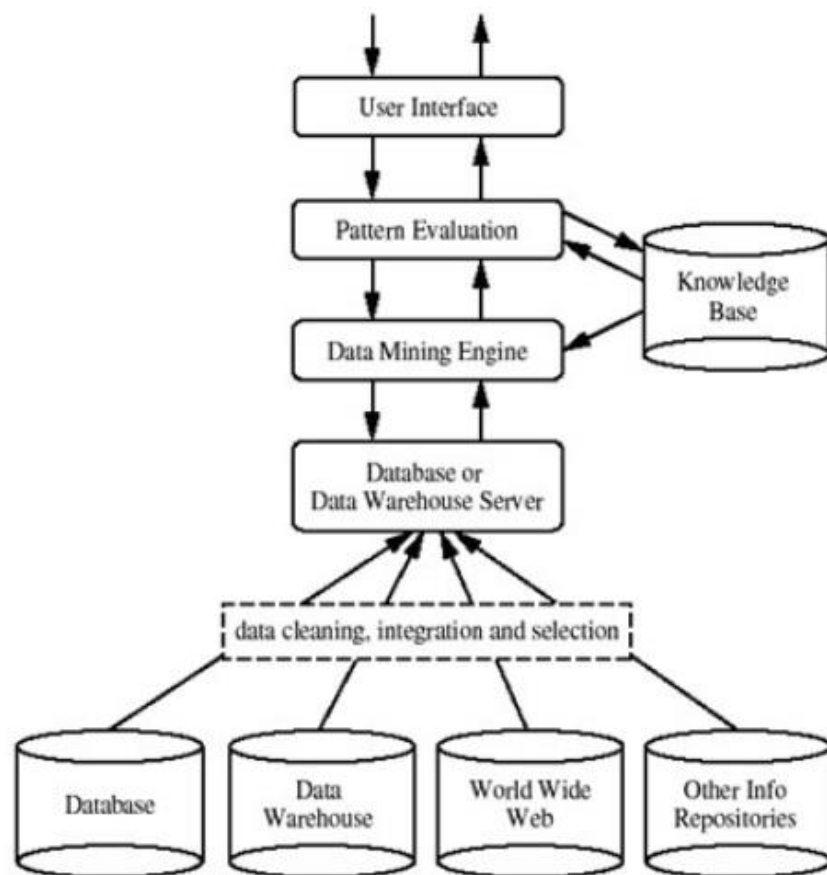 User Interface
Pattern Evaluation
Knowledge
Base
Data Mining Engine
Database or
Data Warehouse Server
data cleaning, integration and selection
Database
Data
Warehouse
World Wide
Web
Other Info
Repositories